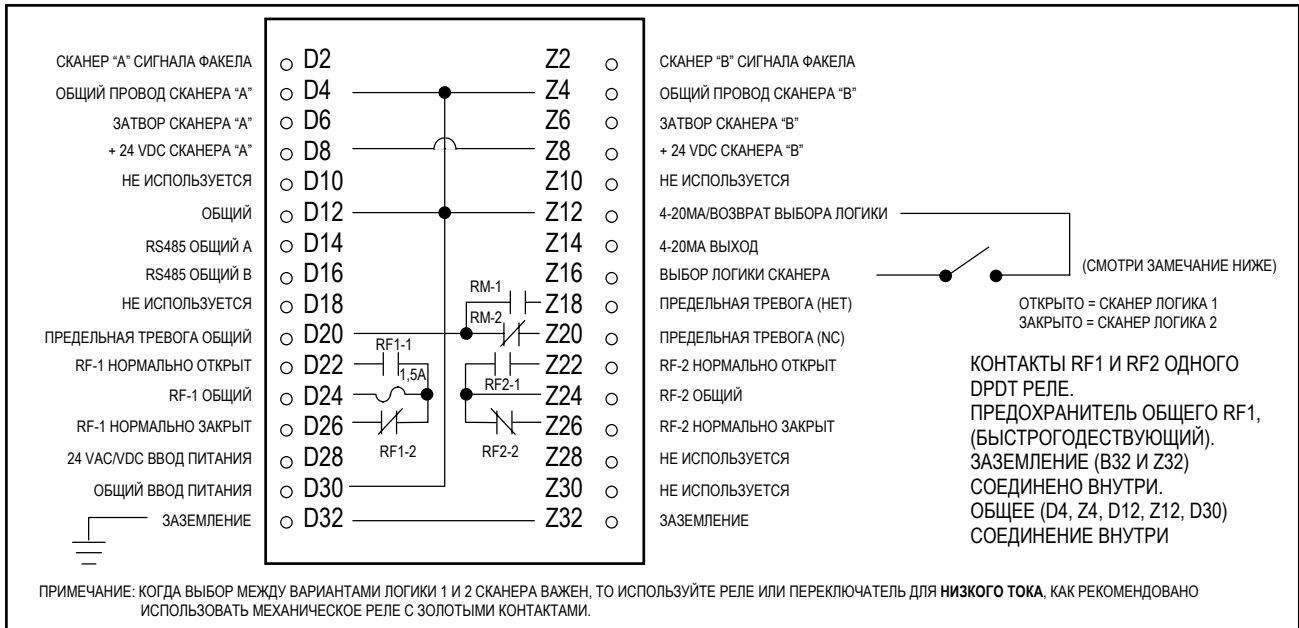 СКАНЕР “А” СИГНАЛА ФАКЕЛА D2 Z2 СКАНЕР “В” СИГНАЛА ФАКЕЛА
ОБЩИЙ ПРОВОД СКАНЕРА “А” D4 Z4 ОБЩИЙ ПРОВОД СКАНЕРА “В”
ЗАТВОР СКАНЕРА “А” D6 Z6 ЗАТВОР СКАНЕРА “В”
+ 24 VDC СКАНЕРА “А” D8 Z8 + 24 VDC СКАНЕРА “В”
НЕ ИСПОЛЬЗУЕТСЯ D10 Z10 НЕ ИСПОЛЬЗУЕТСЯ
ОБЩИЙ D12 Z12 4-20МА/ВОЗВРАТ ВЫБОРА ЛОГИКИ
RS485 ОБЩИЙ А D14 Z14 4-20МА ВЫХОД
RS485 ОБЩИЙ В D16 Z16 ВЫБОР ЛОГИКИ СКАНЕРА
(СМОТРИ ЗАМЕЧАНИЕ НИЖЕ)
НЕ ИСПОЛЬЗУЕТСЯ D18 RM-1 Z18 ПРЕДЕЛЬНАЯ ТРЕВОГА (НЕТ)
ОТКРЫТО = СКАНЕР ЛОГИКА 1
ЗАКРЫТО = СКАНЕР ЛОГИКА 2
ПРЕДЕЛЬНАЯ ТРЕВОГА ОБЩИЙ D20 RM-2 Z20 ПРЕДЕЛЬНАЯ ТРЕВОГА (NC)
RF-1 НОРМАЛЬНО ОТКРЫТ D22 RF1-1 RF2-1 Z22 RF-2 НОРМАЛЬНО ОТКРЫТ
RF-1 ОБЩИЙ D24 1,5А Z24 RF-2 ОБЩИЙ
RF-1 НОРМАЛЬНО ЗАКРЫТ D26 RF1-2 RF2-2 Z26 RF-2 НОРМАЛЬНО ЗАКРЫТ
24 VAC/VDC ВВОД ПИТАНИЯ D28 Z28 НЕ ИСПОЛЬЗУЕТСЯ
ОБЩИЙ ВВОД ПИТАНИЯ D30 Z30 НЕ ИСПОЛЬЗУЕТСЯ
ЗАЗЕМЛЕНИЕ D32 Z32 ЗАЗЕМЛЕНИЕ
КОНТАКТЫ RF1 И RF2 ОДНОГО
DPDT РЕЛЕ.
ПРЕДОХРАНИТЕЛЬ ОБЩЕГО RF1,
(БЫСТРОГОДЕСТВУЮЩИЙ).
ЗАЗЕМЛЕНИЕ (B32 И Z32)
СОЕДИНЕНО ВНУТРИ.
ОБЩЕЕ (D4, Z4, D12, Z12, D30)
СОЕДИНЕНИЕ ВНУТРИ
ПРИМЕЧАНИЕ: КОГДА ВЫБОР МЕЖДУ ВАРИАНТАМИ ЛОГИКИ 1 И 2 СКАНЕРА ВАЖЕН, ТО ИСПОЛЬЗУЙТЕ РЕЛЕ ИЛИ ПЕРЕКЛЮЧАТЕЛЬ ДЛЯ НИЗКОГО ТОКА, КАК РЕКОМЕНДОВАНО
ИСПОЛЬЗОВАТЬ МЕХАНИЧЕСКОЕ РЕЛЕ С ЗОЛОТЫМИ КОНТАКТАМИ.